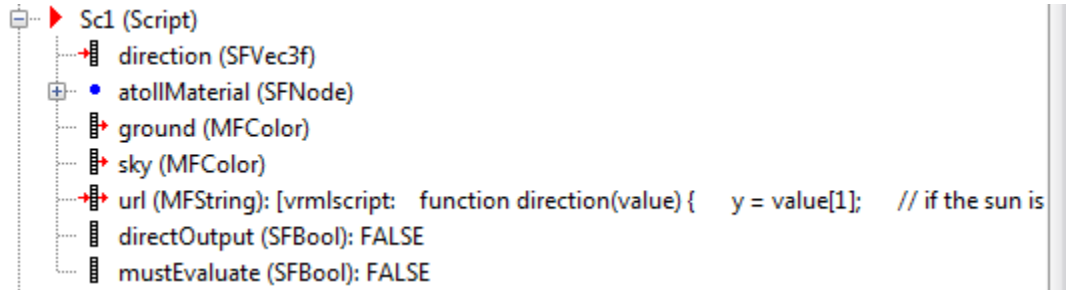 Sc1 (Script)
direction (SFVec3f)
atollMaterial (SFNode)
ground (MFColor)
sky (MFColor)
url (MFString): [vrmlscript: function direction(value) { y = value[1]; // if the sun is
directOutput (SFBool): FALSE
mustEvaluate (SFBool): FALSE